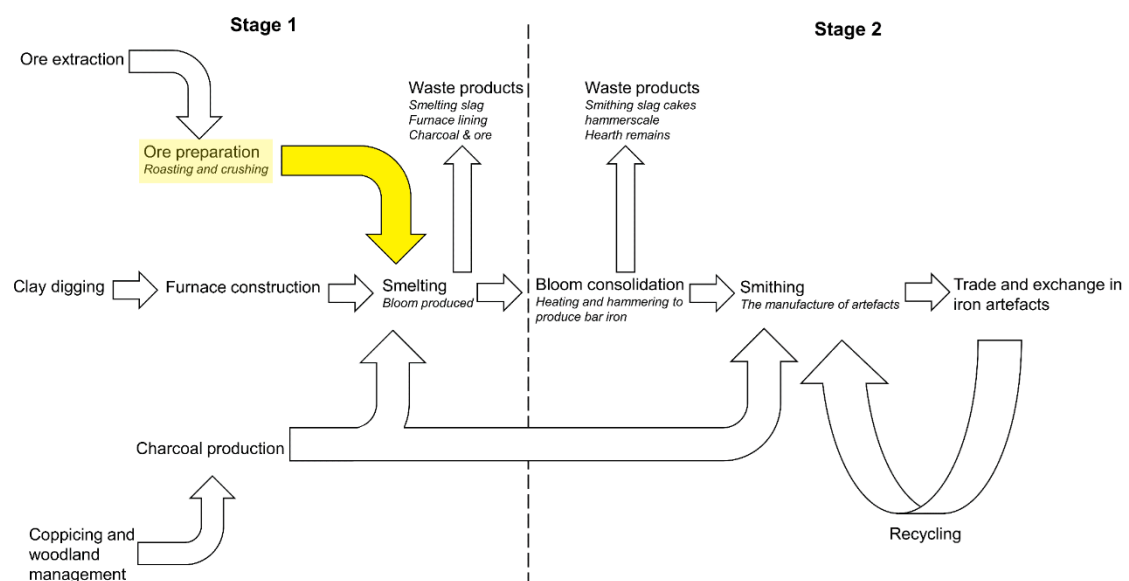 Stage 1
Stage 2
Ore extraction
Waste products
Smelting slag
Furnace lining
Charcoal & ore
Waste products
Smithing slag cakes
hammerscale
Hearth remains
Ore preparation
Roasting and crushing
Clay digging
Furnace construction
Smelting
Bloom produced
Bloom consolidation
Heating and hammering to
produce bar iron
Smithing
The manufacture of artefacts
Trade and exchange in
iron artefacts
Charcoal production
Coppicing and
woodland
management
Recycling